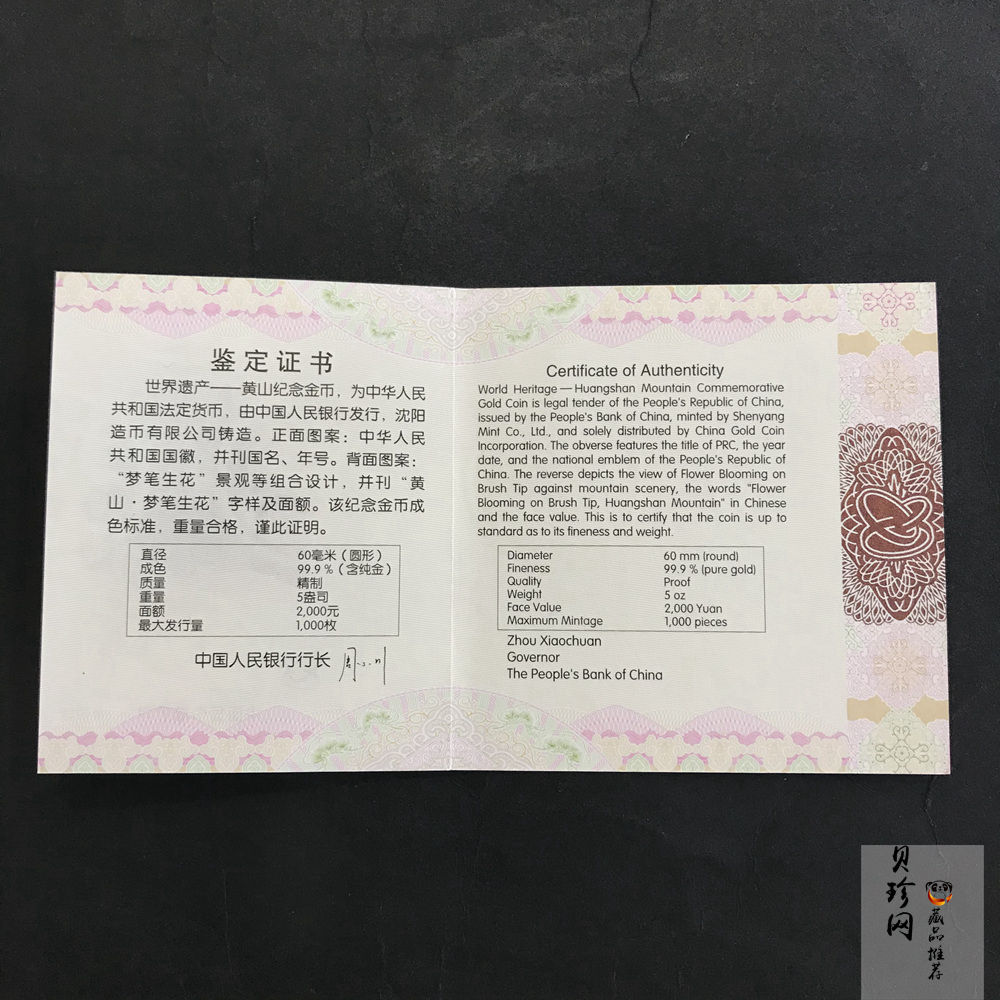 鉴定证书
世界遗产——黄山纪念金币，为中华人民
共和国法定货币，由中国人民银行发行，沈阳
造币有限公司铸造。正面图案：中华人民
共和国国徽，并刊国名、年号。背面图案：
“梦笔生花”景观等组合设计，并刊“黄
山·梦笔生花”字样及面额。该纪念金币成
色标准，重量合格，谨此证明。
直径 60毫米（圆形）
成色 99.9％（含纯金）
质量 精制
重量 5盎司
面额 2,000元
最大发行量 1,000枚
中国人民银行行长
Certificate of Authenticity
World Heritage — Huangshan Mountain Commemorative
Gold Coin is legal tender of the People's Republic of China,
issued by the People's Bank of China, minted by Shenyang
Mint Co., Ltd., and solely distributed by China Gold Coin
Incorporation. The obverse features the title of PRC, the year
date, and the national emblem of the People's Republic of
China. The reverse depicts the view of Flower Blooming on
Brush Tip against mountain scenery, the words "Flower
Blooming on Brush Tip, Huangshan Mountain" in Chinese
and the face value. This is to certify that the coin is up to
standard as to its fineness and weight.
Diameter 60 mm (round)
Fineness 99.9 % (pure gold)
Quality Proof
Weight 5 oz
Face Value 2,000 Yuan
Maximum Mintage 1,000 pieces
Zhou Xiaochuan
Governor
The People's Bank of China
贝珍网
藏品推荐